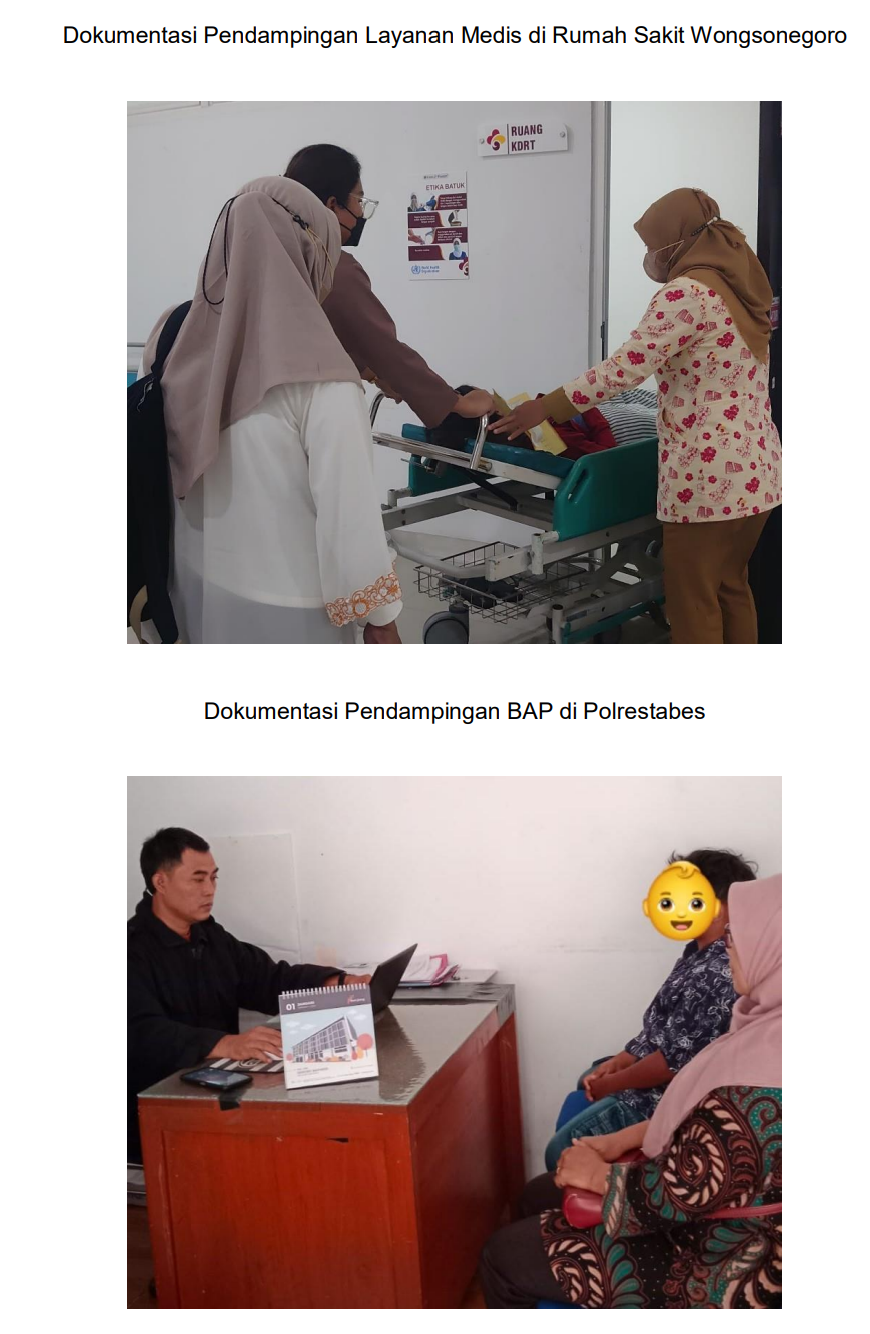 Dokumentasi Pendampingan Layanan Medis di Rumah Sakit Wongsonegoro
RUANG
KDRT
ETIKA BATUK
Dokumentasi Pendampingan BAP di Polrestabes
01